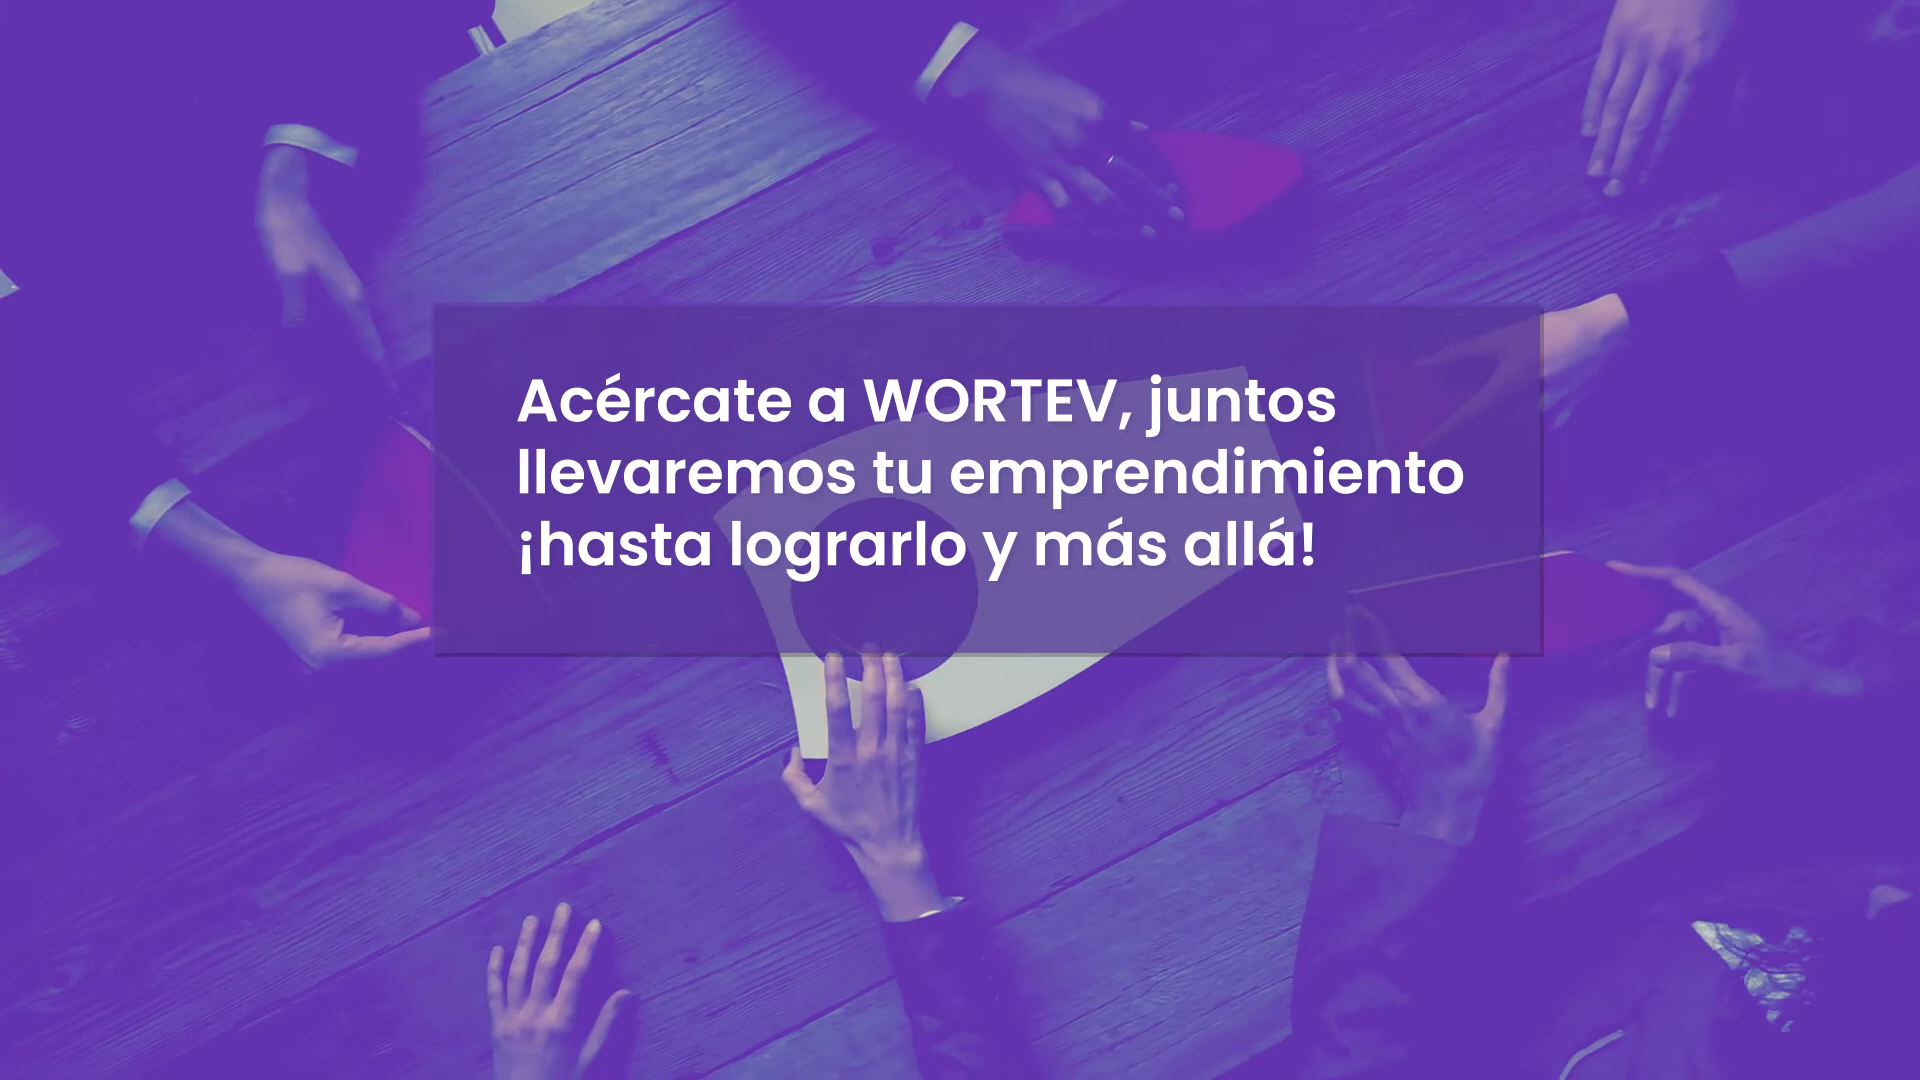 Acércate a WORTEV, juntos
llevaremos tu emprendimiento
¡hasta lograrlo y más allá!